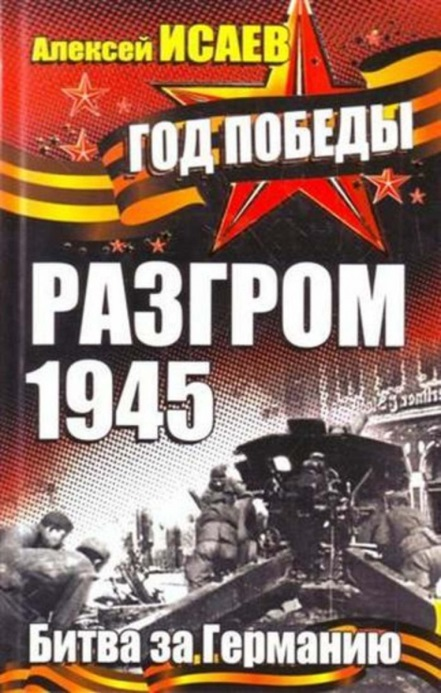 Алексей ИСАЕВ
ГОД ПОБЕДЫ
РАЗГРОМ
1945
Битва за Германию